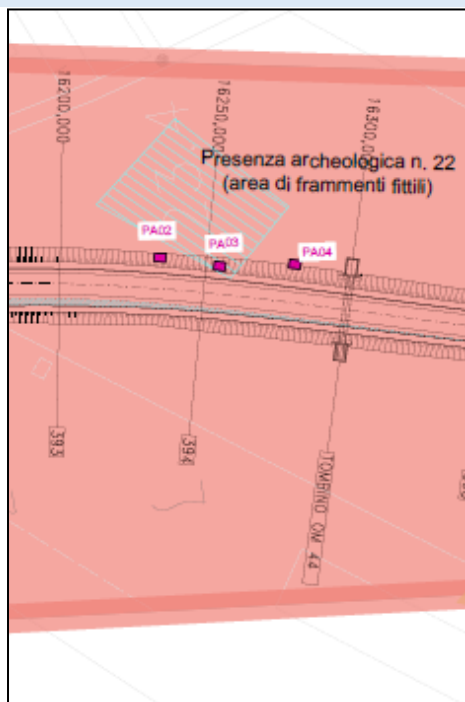 16200,000
16250,000
16300,000
Presenza archeologica n. 22
(area di frammenti fittili)
PA02
PA03
PA04
393
394
TOMBINO OM 44